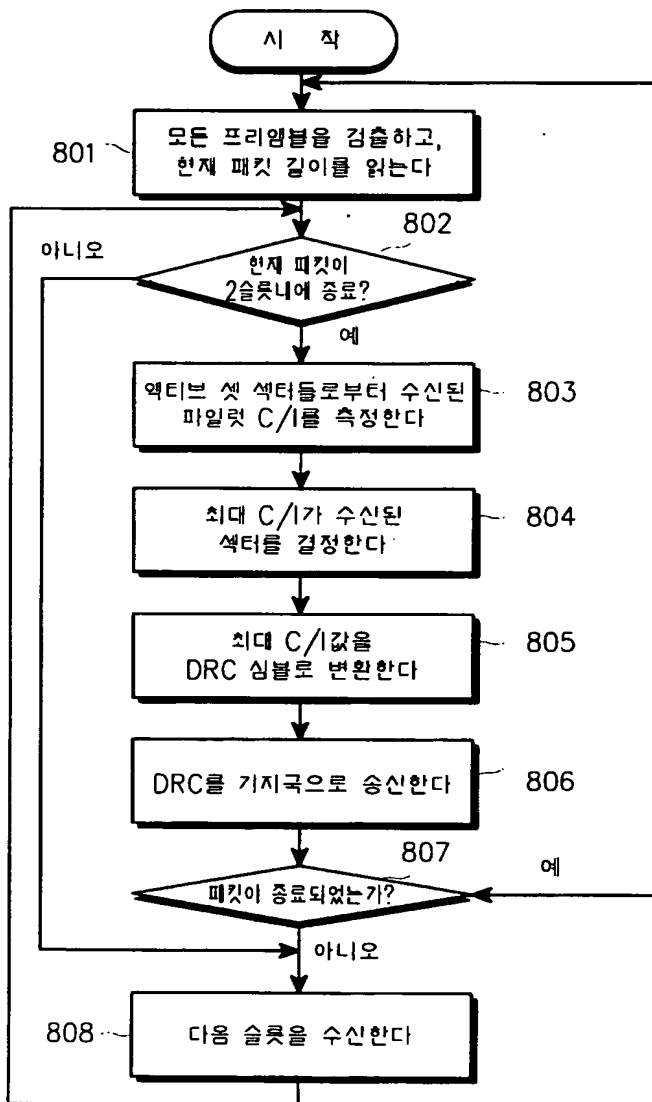 시 작
801
모든 프리앰블을 검출하고,
현재 패킷 길이를 읽는다
802
아니오
현재 패킷이
2슬롯내에 종료?
예
액티브 셋 섹터들로부터 수신된
파일럿 C/I를 측정한다
803
최대 C/I가 수신된
섹터를 결정한다
804
최대 C/I값을
DRC 심볼로 변환한다
805
DRC를 기지국으로 송신한다
806
807
예
패킷이 종료되었는가?
아니오
808
다음 슬롯을 수신한다